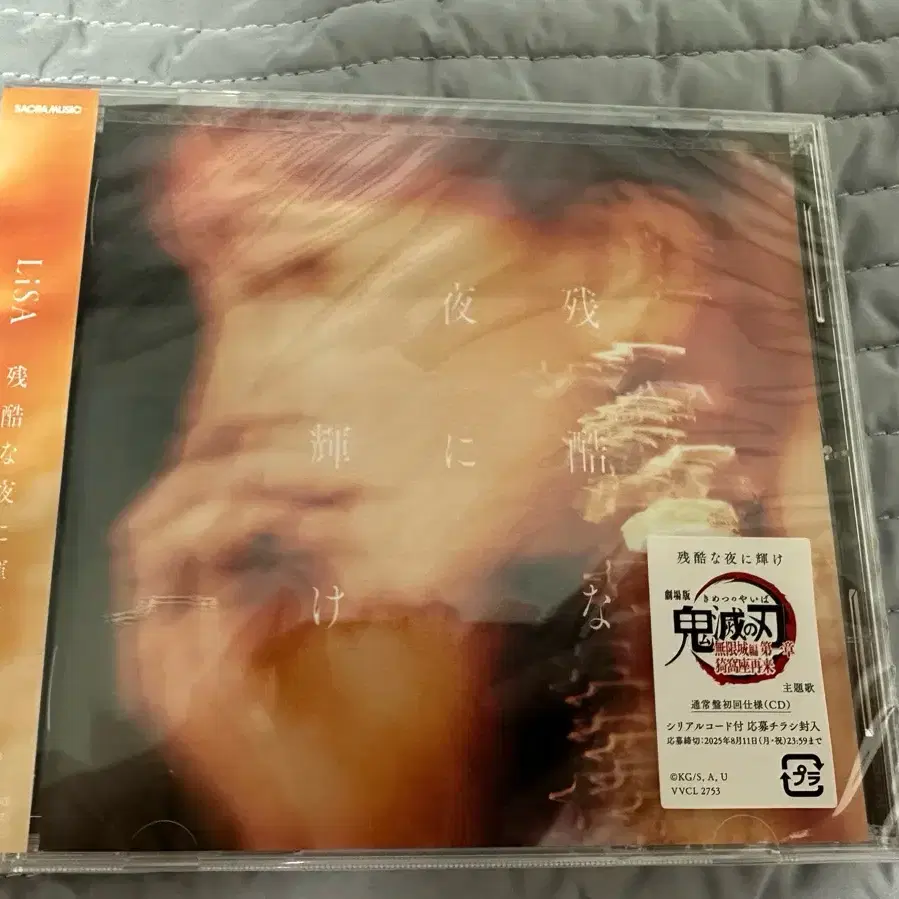 SACRA MUSIC
LiSA 残酷な夜に輝
残酷な
夜に
輝け
残酷な夜に輝け
劇場版
きめつのやいば
鬼滅の刃
無限城編 第一章
猗窩座再来
主題歌
通常盤初回仕様(CD)
シリアルコード付 応募チラシ封入
応募締切:2025年8月11日(月・祝)23:59まで
©KG/S, A, U
VVCL 2753
プラ